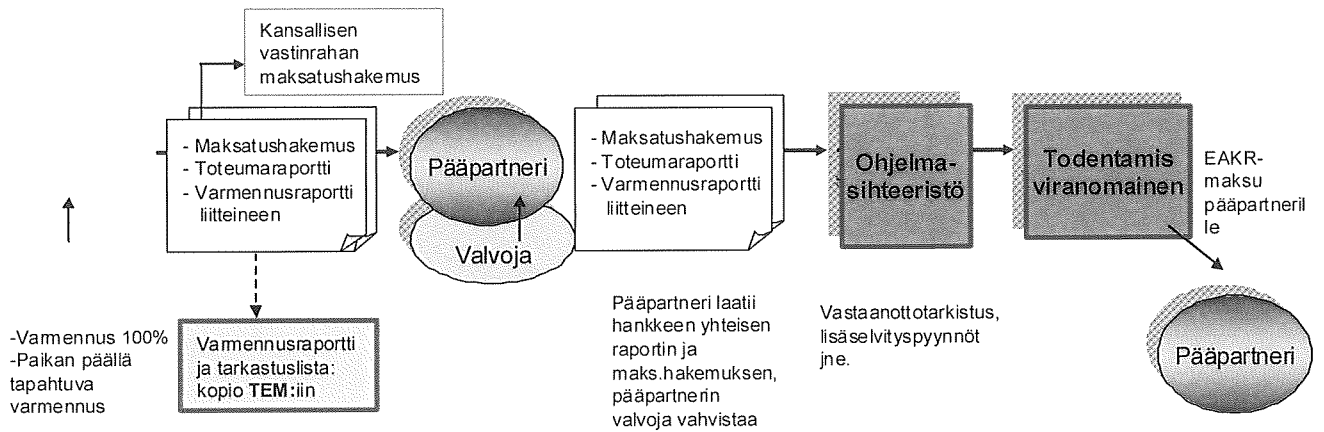 Kansallisen
vastinrahan
maksatushakemus
- Maksatushakemus
- Toteumaraportti
- Varmennusraportti
liitteineen
Pääpartneri
Valvoja
- Maksatushakemus
- Toteumaraportti
- Varmennusraportti
liitteineen
Ohjelma-
sihteeristö
Todentamis
viranomainen
EAKR-
maksu
pääpartneril
le
-Varmennus 100%
-Paikan päällä
tapahtuva
varmennus
Varmennusraportti
ja tarkastuslista:
kopio TEM:iin
Pääpartneri laatii
hankkeen yhteisen
raportin ja
maks.hakemuksen,
pääpartnerin
valvoja vahvistaa
Vastaanottotarkistus,
lisäselvityspyynnöt
jne.
Pääpartneri